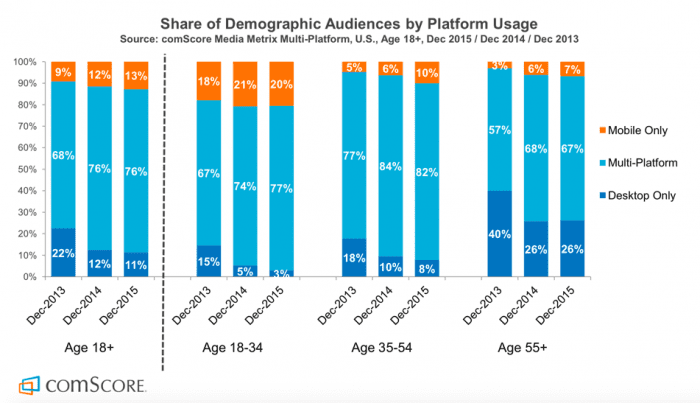 Share of Demographic Audiences by Platform Usage
Source: comScore Media Metrix Multi-Platform, U.S., Age 18+, Dec 2015 / Dec 2014 / Dec 2013
100%
90%
80%
70%
60%
50%
40%
30%
20%
10%
0%
9% 12% 13% 18% 21% 20% 5% 6% 10% 3% 6% 7%
68% 76% 76% 67% 74% 77% 77% 84% 82% 57% 68% 67%
22% 12% 11% 15% 5% 3% 18% 10% 8% 40% 26% 26%
Mobile Only
Multi-Platform
Desktop Only
Dec-2013 Dec-2014 Dec-2015 Dec-2013 Dec-2014 Dec-2015 Dec-2013 Dec-2014 Dec-2015 Dec-2013 Dec-2014 Dec-2015
Age 18+ Age 18-34 Age 35-54 Age 55+
comScore.